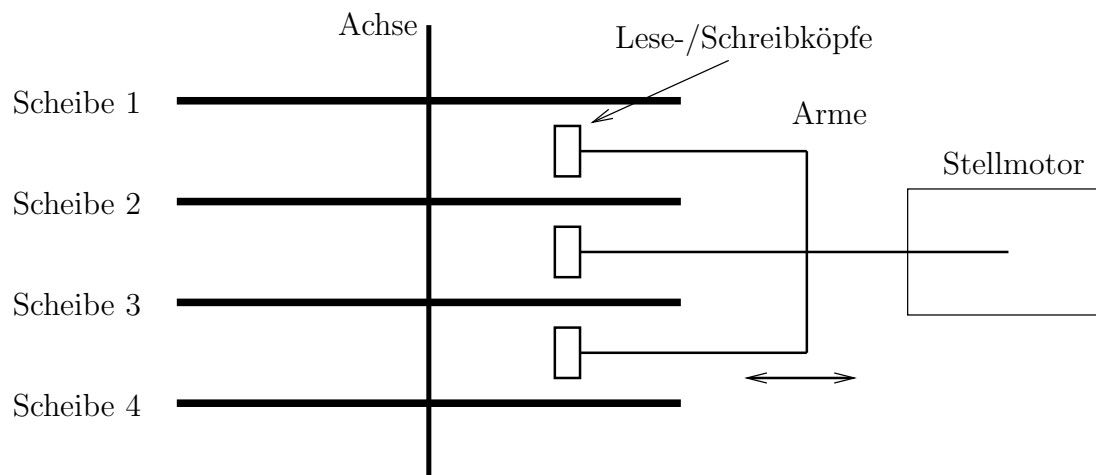 Achse
Lese-/Schreibköpfe
Scheibe 1
Arme
Stellmotor
Scheibe 2
Scheibe 3
Scheibe 4